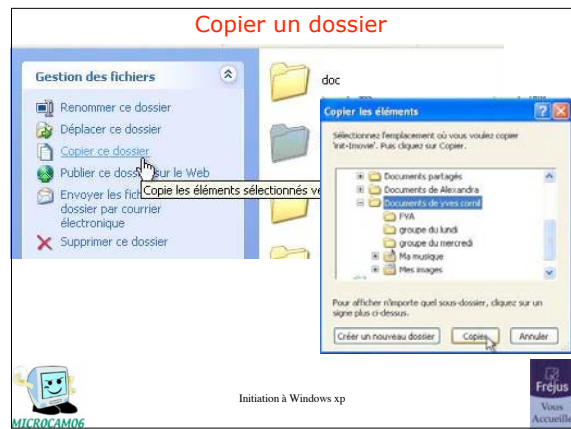 Copier un dossier
Gestion des fichiers
Renommer ce dossier
Déplacer ce dossier
Copier ce dossier
Publier ce dossier sur le Web
Envoyer les fich
dossier par courrier
électronique
Supprimer ce dossier
Copie les éléments sélectionnés ve
doc
Copier les éléments
Sélectionnez l'emplacement où vous voulez copier
'init-Imovie'. Puis cliquez sur Copier.
Documents partagés
Documents de Alexandra
Documents de yves cornil
FVA
groupe du lundi
groupe du mercredi
Ma musique
Mes images
Pour afficher n'importe quel sous-dossier, cliquez sur un
signe plus ci-dessus.
Créer un nouveau dossier
Copier
Annuler
MICROCAM06
Initiation à Windows xp
Fréjus
Vous
Accueille